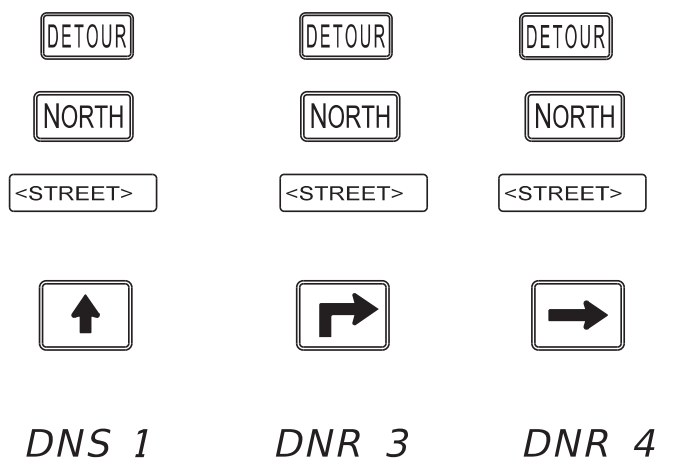 DETOUR DETOUR DETOUR
NORTH NORTH NORTH
<STREET> <STREET> <STREET>
DNS 1 DNR 3 DNR 4